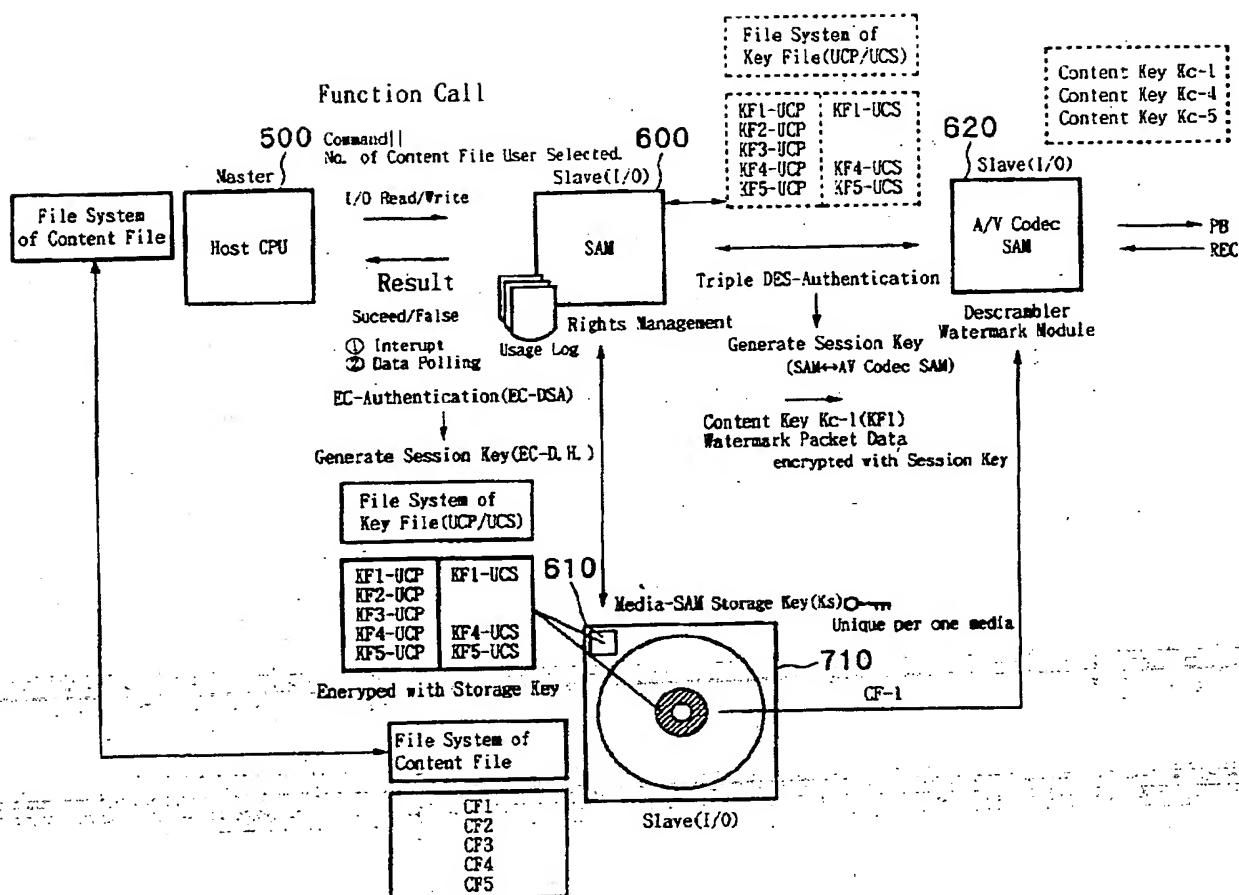 File System of
Key File(UCP/UCS)
Content Key Kc-1
Content Key Kc-4
Content Key Kc-5
Function Call
KF1-UCP KF1-UCS
KF2-UCP
KF3-UCP
KF4-UCP KF4-UCS
KF5-UCP KF5-UCS
500
Command||
No. of Content File User Selected.
600
620
Master
Slave(I/O)
Slave(I/O)
I/O Read/Write
File System
of Content File
Host CPU
SAM
A/V Codec
SAM
PB
REC
Result
Triple DES-Authentication
Suceed/False
Rights Management
Descrambler
Watermark Module
① Interupt
② Data Polling
Usage Log
Generate Session Key
(SAM↔AV Codec SAM)
EC-Authentication(EC-DSA)
Content Key Kc-1(KF1)
Watermark Packet Data
encrypted with Session Key
Generate Session Key(EC-D.H.)
File System of
Key File(UCP/UCS)
610
KF1-UCP KF1-UCS
KF2-UCP
KF3-UCP
KF4-UCP KF4-UCS
KF5-UCP KF5-UCS
Media-SAM Storage Key(Ks)
Unique per one media
710
Eneryped with Storage Key
CF-1
File System of
Content File
Slave(I/O)
CF1
CF2
CF3
CF4
CF5